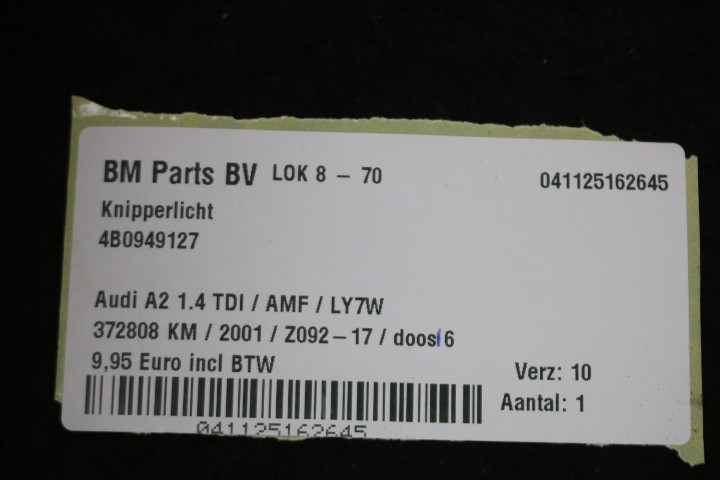 BM Parts BV LOK 8 – 70 041125162645
Knipperlicht
4B0949127
Audi A2 1.4 TDI / AMF / LY7W
372808 KM / 2001 / Z092–17 / doos 6
9,95 Euro incl BTW
Verz: 10
Aantal: 1
041125162645